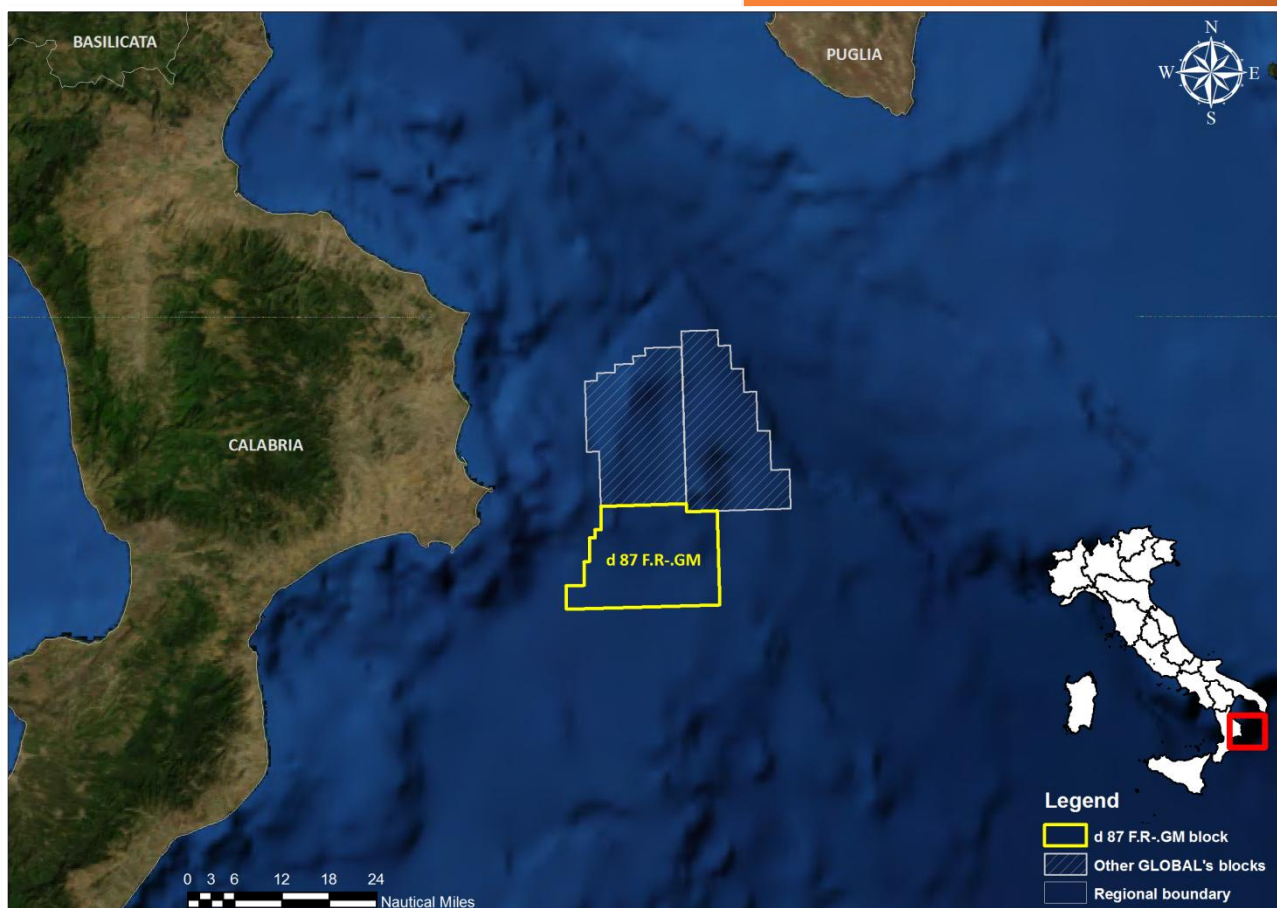 BASILICATA
PUGLIA
N
W E
S
CALABRIA
d 87 F.R-.GM
Legend
d 87 F.R-.GM block
Other GLOBAL's blocks
Regional boundary
0 3 6 12 18 24
Nautical Miles